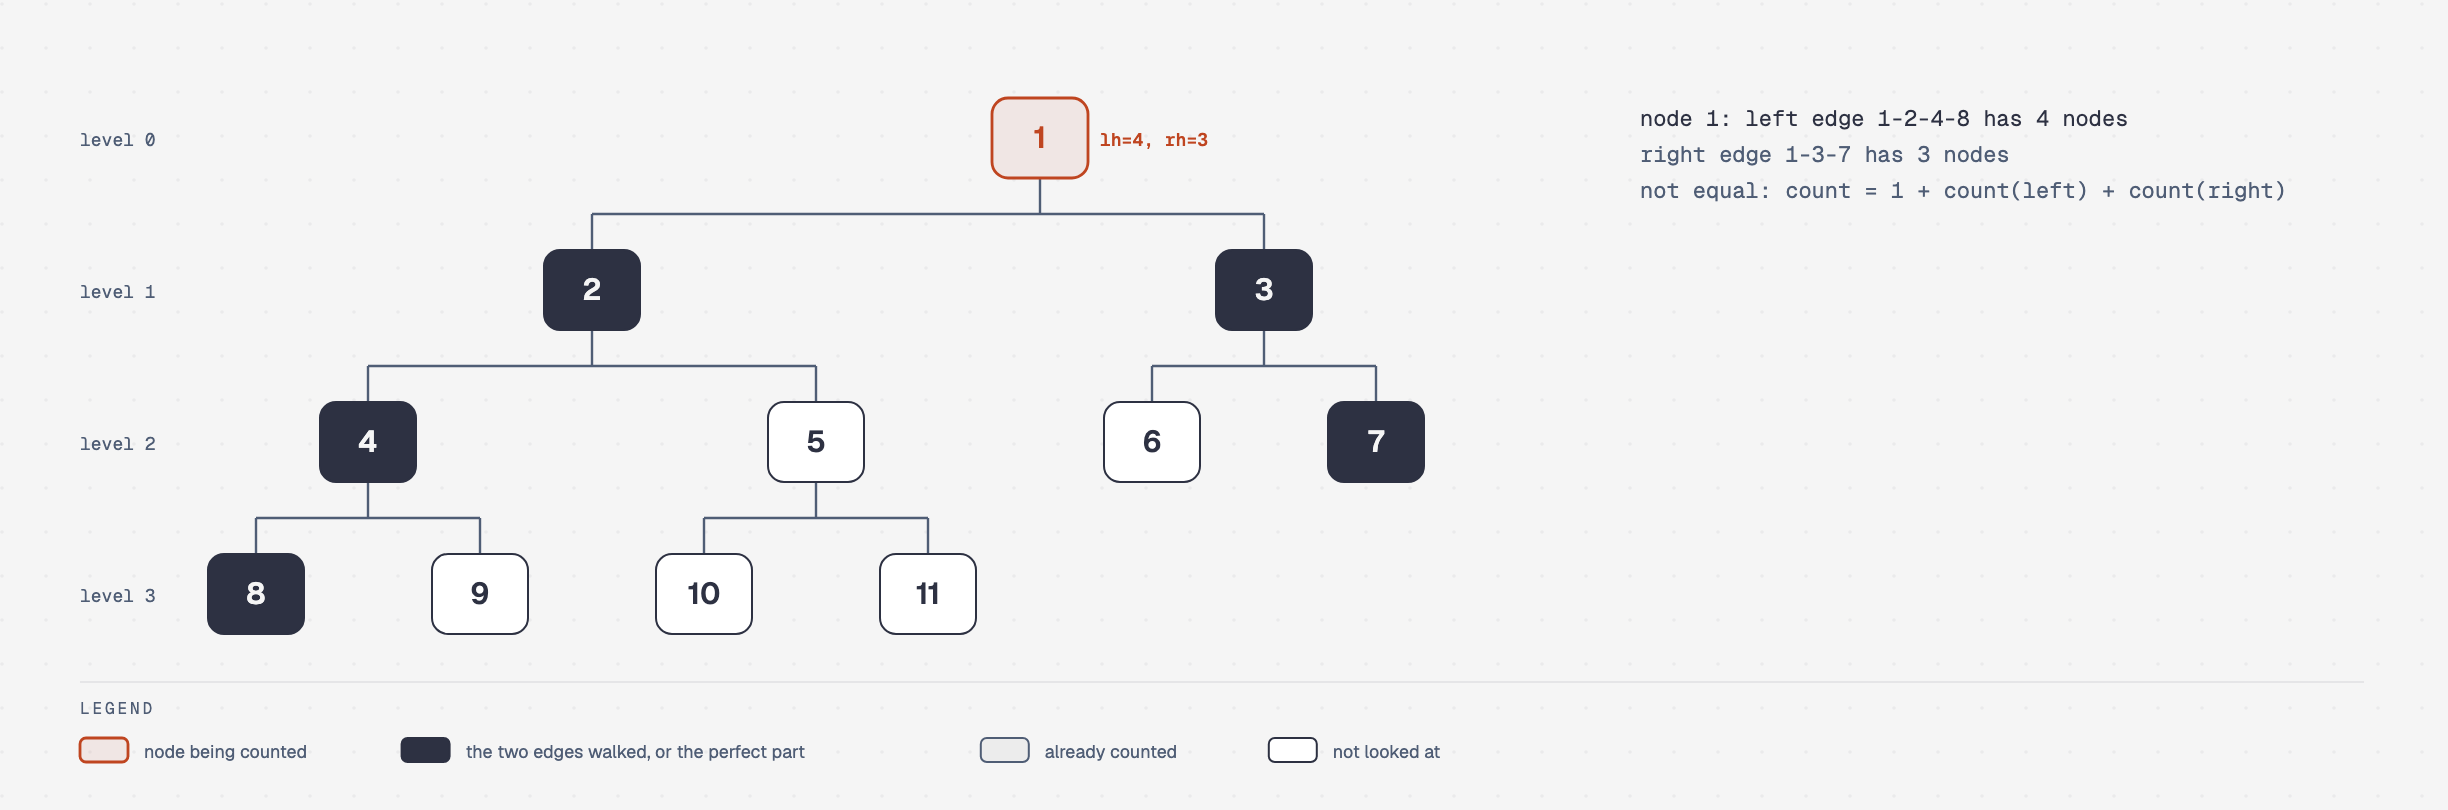 level 0
1
lh=4, rh=3
node 1: left edge 1-2-4-8 has 4 nodes
right edge 1-3-7 has 3 nodes
not equal: count = 1 + count(left) + count(right)
level 1
2
3
level 2
4
5
6
7
level 3
8
9
10
11
LEGEND
node being counted
the two edges walked, or the perfect part
already counted
not looked at